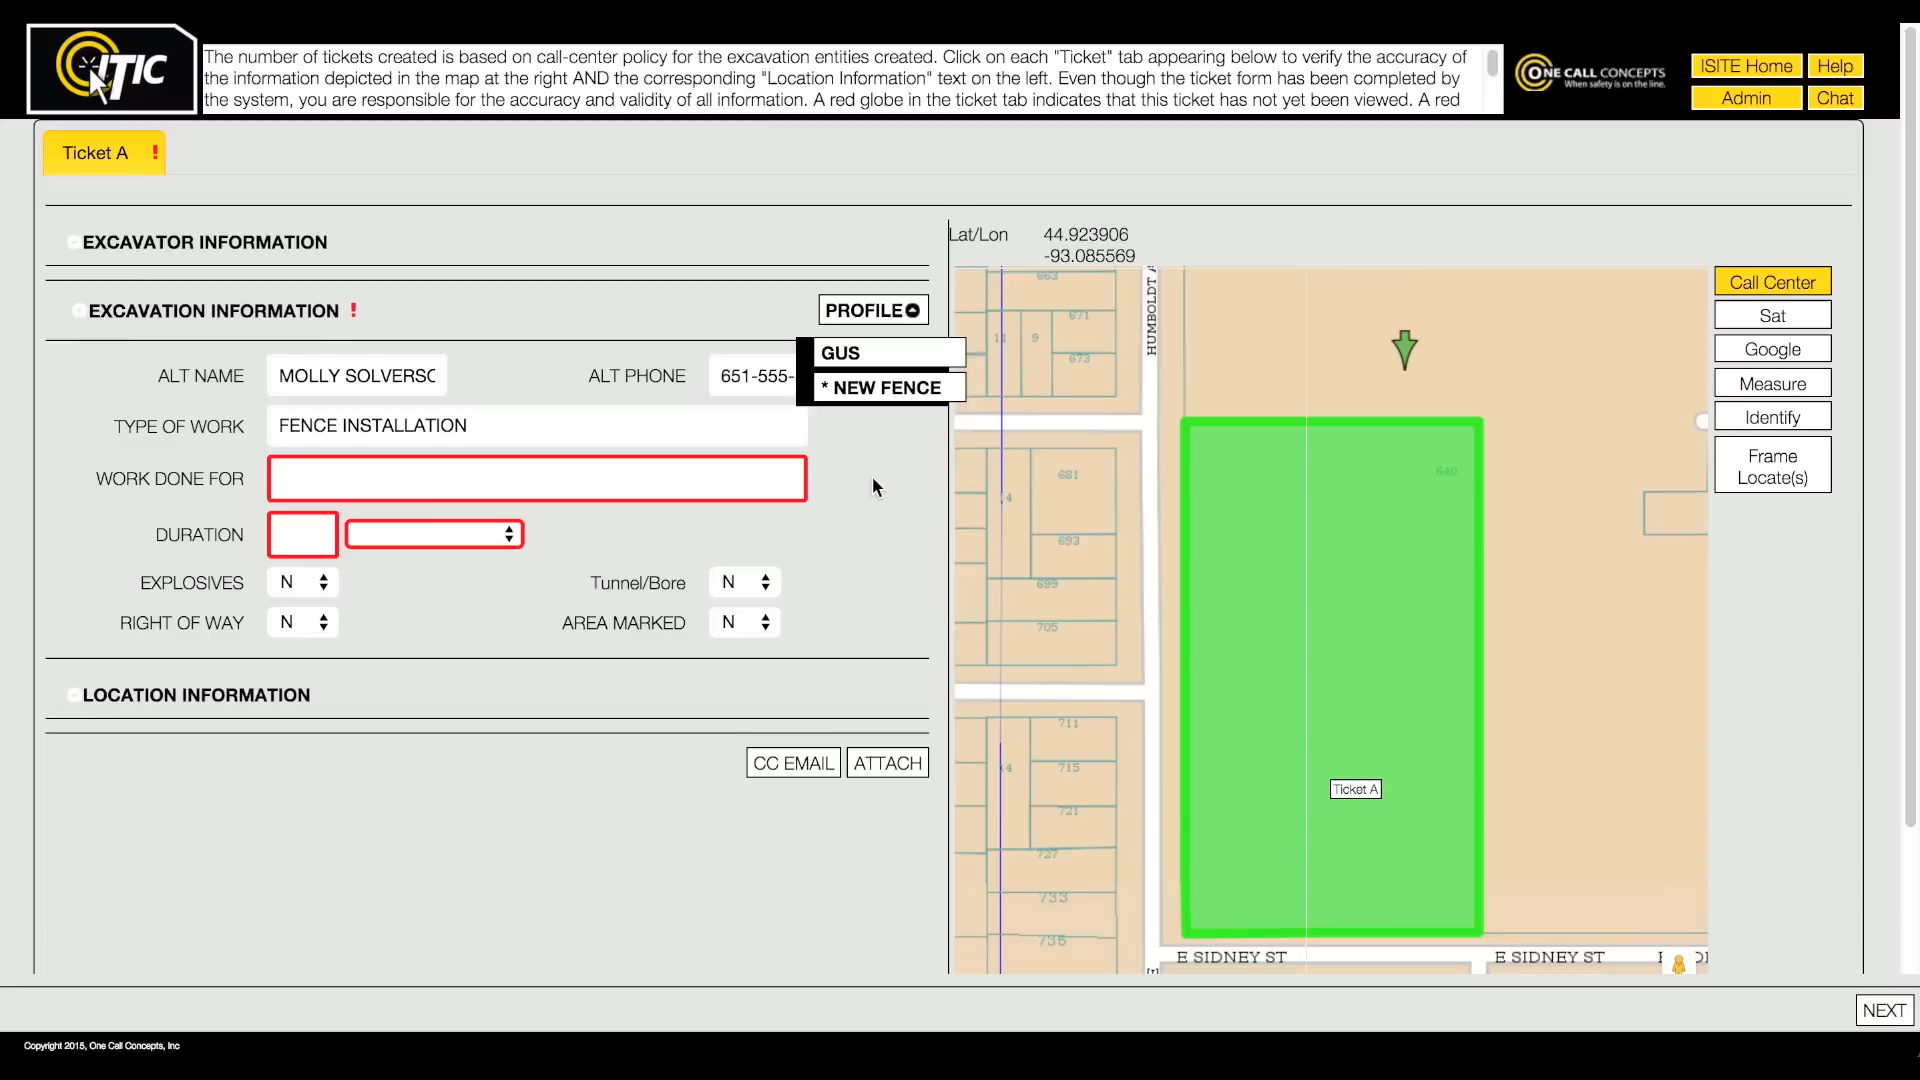 ITIC
The number of tickets created is based on call-center policy for the excavation entities created. Click on each "Ticket" tab appearing below to verify the accuracy of
the information depicted in the map at the right AND the corresponding "Location Information" text on the left. Even though the ticket form has been completed by
the system, you are responsible for the accuracy and validity of all information. A red globe in the ticket tab indicates that this ticket has not yet been viewed. A red
ONE CALL CONCEPTS
When safety is on the line.
ISITE Home
Help
Admin
Chat
Ticket A !
EXCAVATOR INFORMATION
Lat/Lon 44.923906
-93.085569
EXCAVATION INFORMATION !
PROFILE
GUS
* NEW FENCE
ALT NAME MOLLY SOLVERSC
ALT PHONE 651-555-
TYPE OF WORK FENCE INSTALLATION
WORK DONE FOR
DURATION
EXPLOSIVES N
Tunnel/Bore N
RIGHT OF WAY N
AREA MARKED N
LOCATION INFORMATION
CC EMAIL
ATTACH
Call Center
Sat
Google
Measure
Identify
Frame
Locate(s)
HUMBOLDT
663
671
11
9
673
681
4
693
699
705
711
4
715
721
727
733
735
640
Ticket A
E SIDNEY ST
E SIDNEY ST
NEXT
Copyright 2015, One Call Concepts, Inc